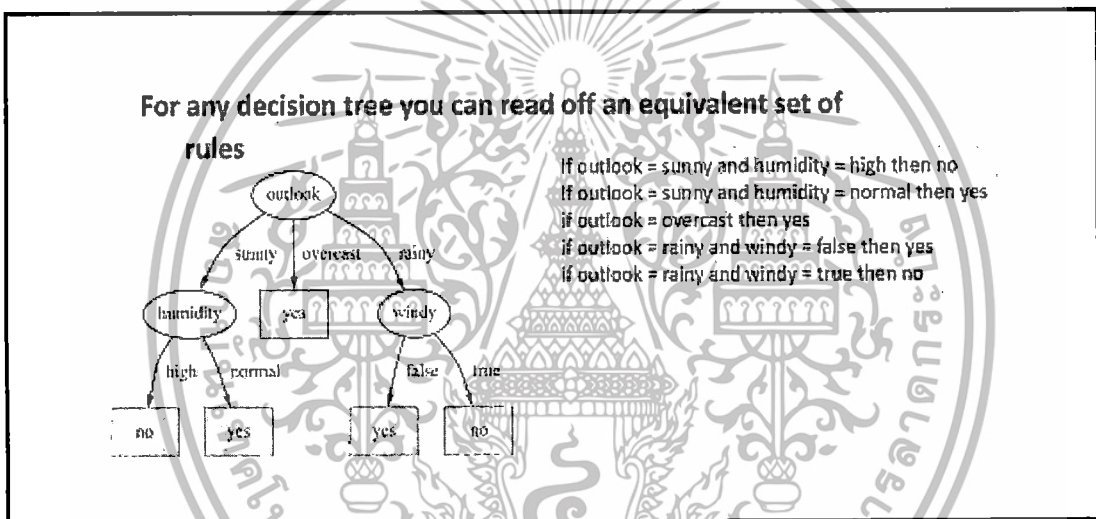 For any decision tree you can read off an equivalent set of
rules
If outlook = sunny and humidity = high then no
If outlook = sunny and humidity = normal then yes
if outlook = overcast then yes
if outlook = rainy and windy = false then yes
if outlook = rainy and windy = true then no
outlook
sunny overcast rainy
humidity yes windy
high normal false true
no yes yes no